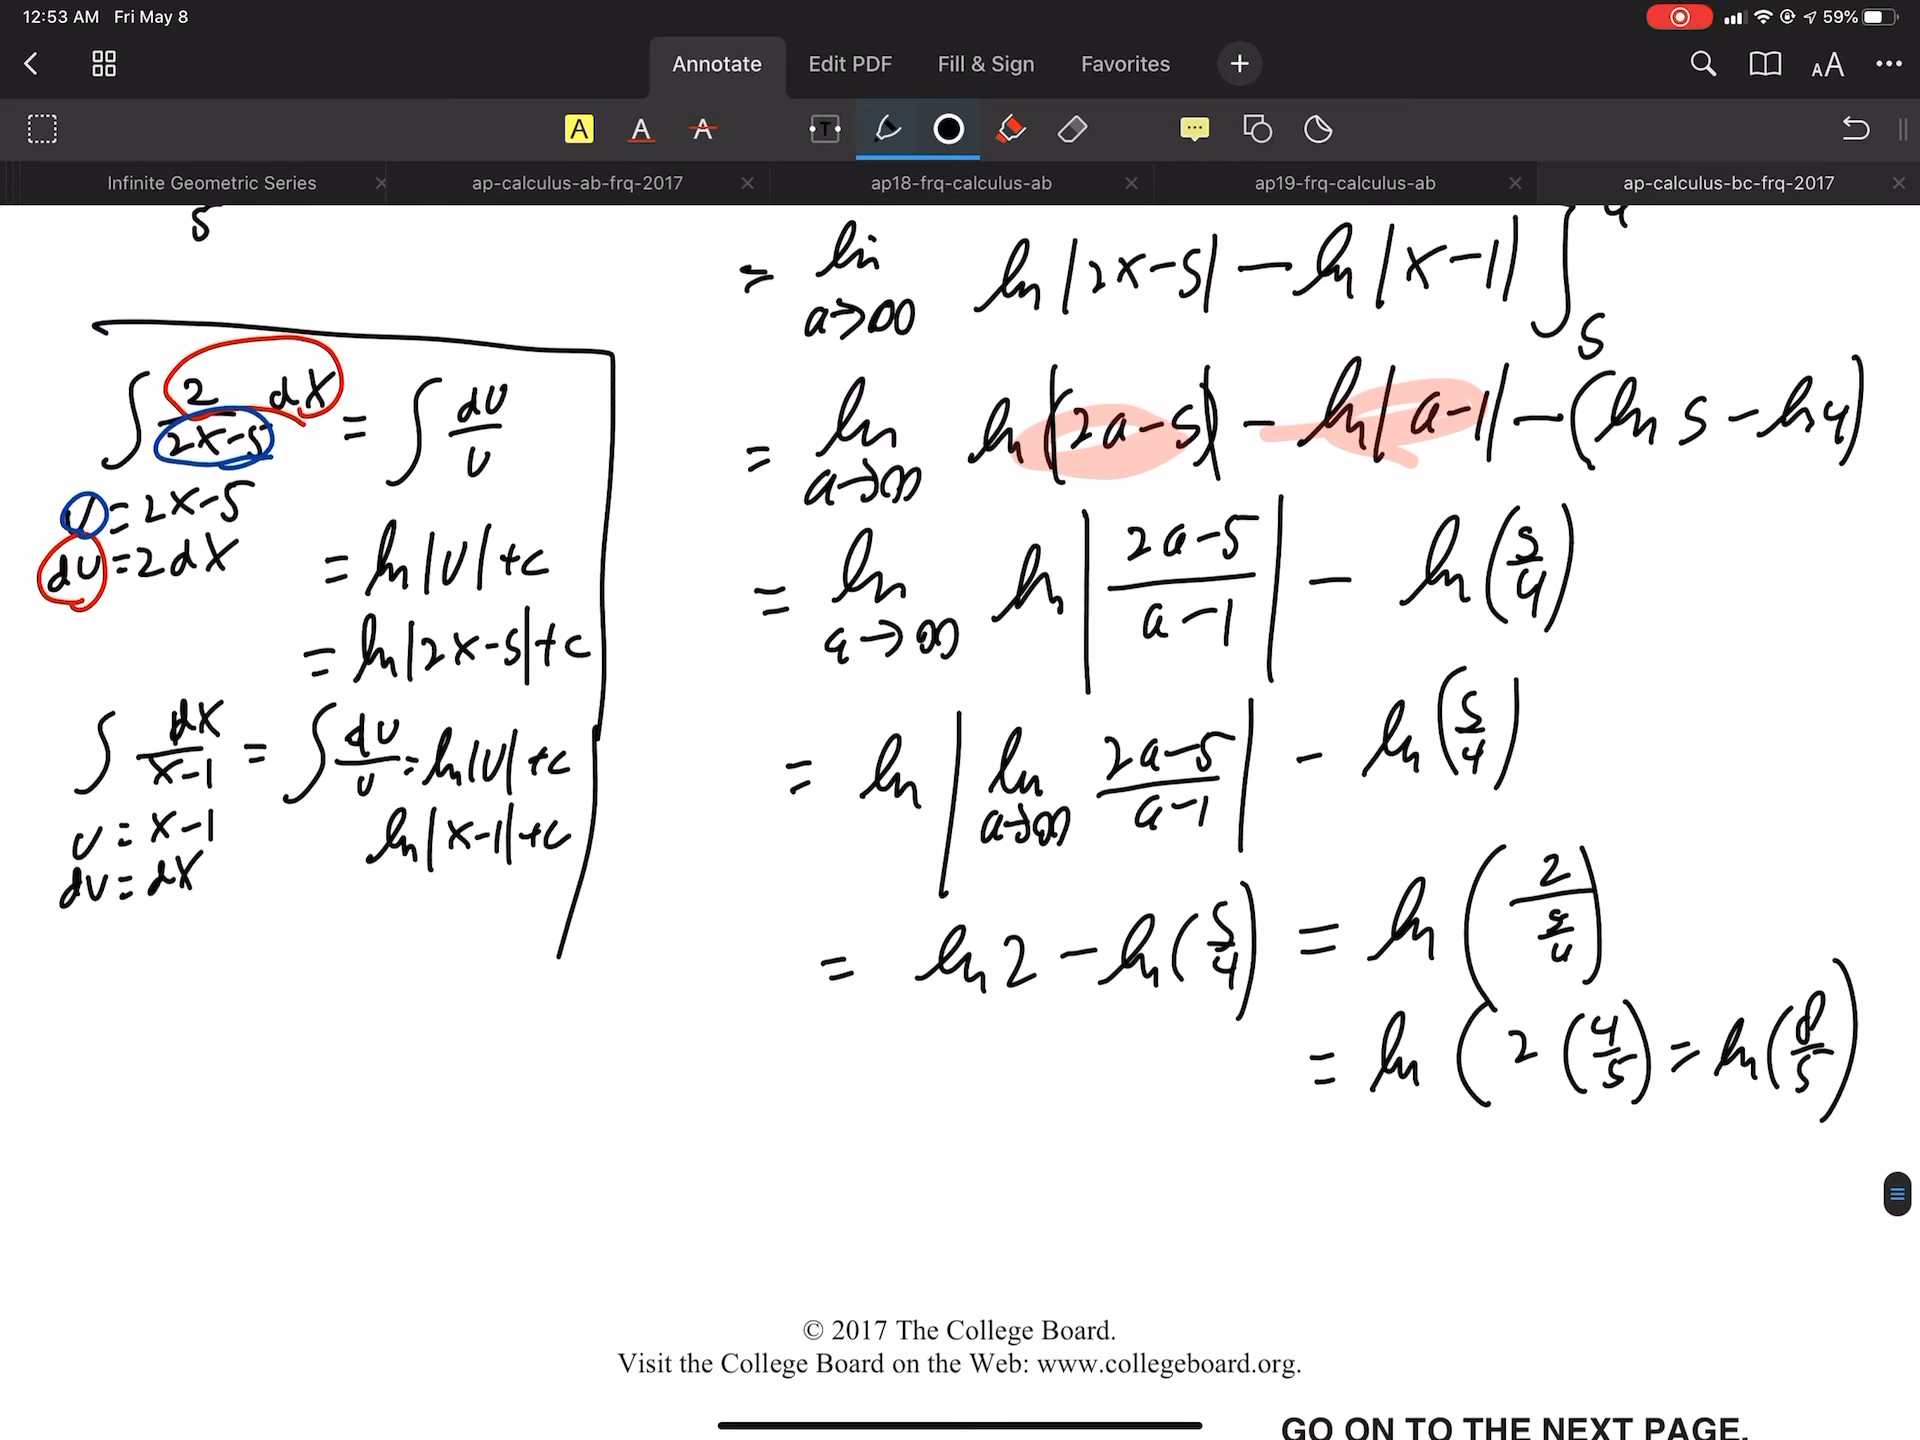 12:53 AM Fri May 8 59%
Annotate Edit PDF Fill & Sign Favorites +
AA
A A A T
Infinite Geometric Series × ap-calculus-ab-frq-2017 × ap18-frq-calculus-ab × ap19-frq-calculus-ab × ap-calculus-bc-frq-2017 ×
5
= lim a→∞ ln|2x-5| - ln|x-1| ]5
= lim a→∞ ln|2a-5| - ln|a-1| - (ln 5 - ln 4)
= lim a→∞ ln|(2a-5)/(a-1)| - ln(5/4)
= ln|lim a→∞ (2a-5)/(a-1)| - ln(5/4)
= ln 2 - ln(5/4) = ln(2/(5/4))
= ln(2(4/5) = ln(8/5)
∫ 2/(2x-5) dx = ∫ du/u
u = 2x-5
du = 2dx
= ln|u| + c
= ln|2x-5| + c
∫ dx/(x-1) = ∫ du/u = ln|u| + c
u = x-1
du = dx
ln|x-1| + c
© 2017 The College Board.
Visit the College Board on the Web: www.collegeboard.org.
GO ON TO THE NEXT PAGE.